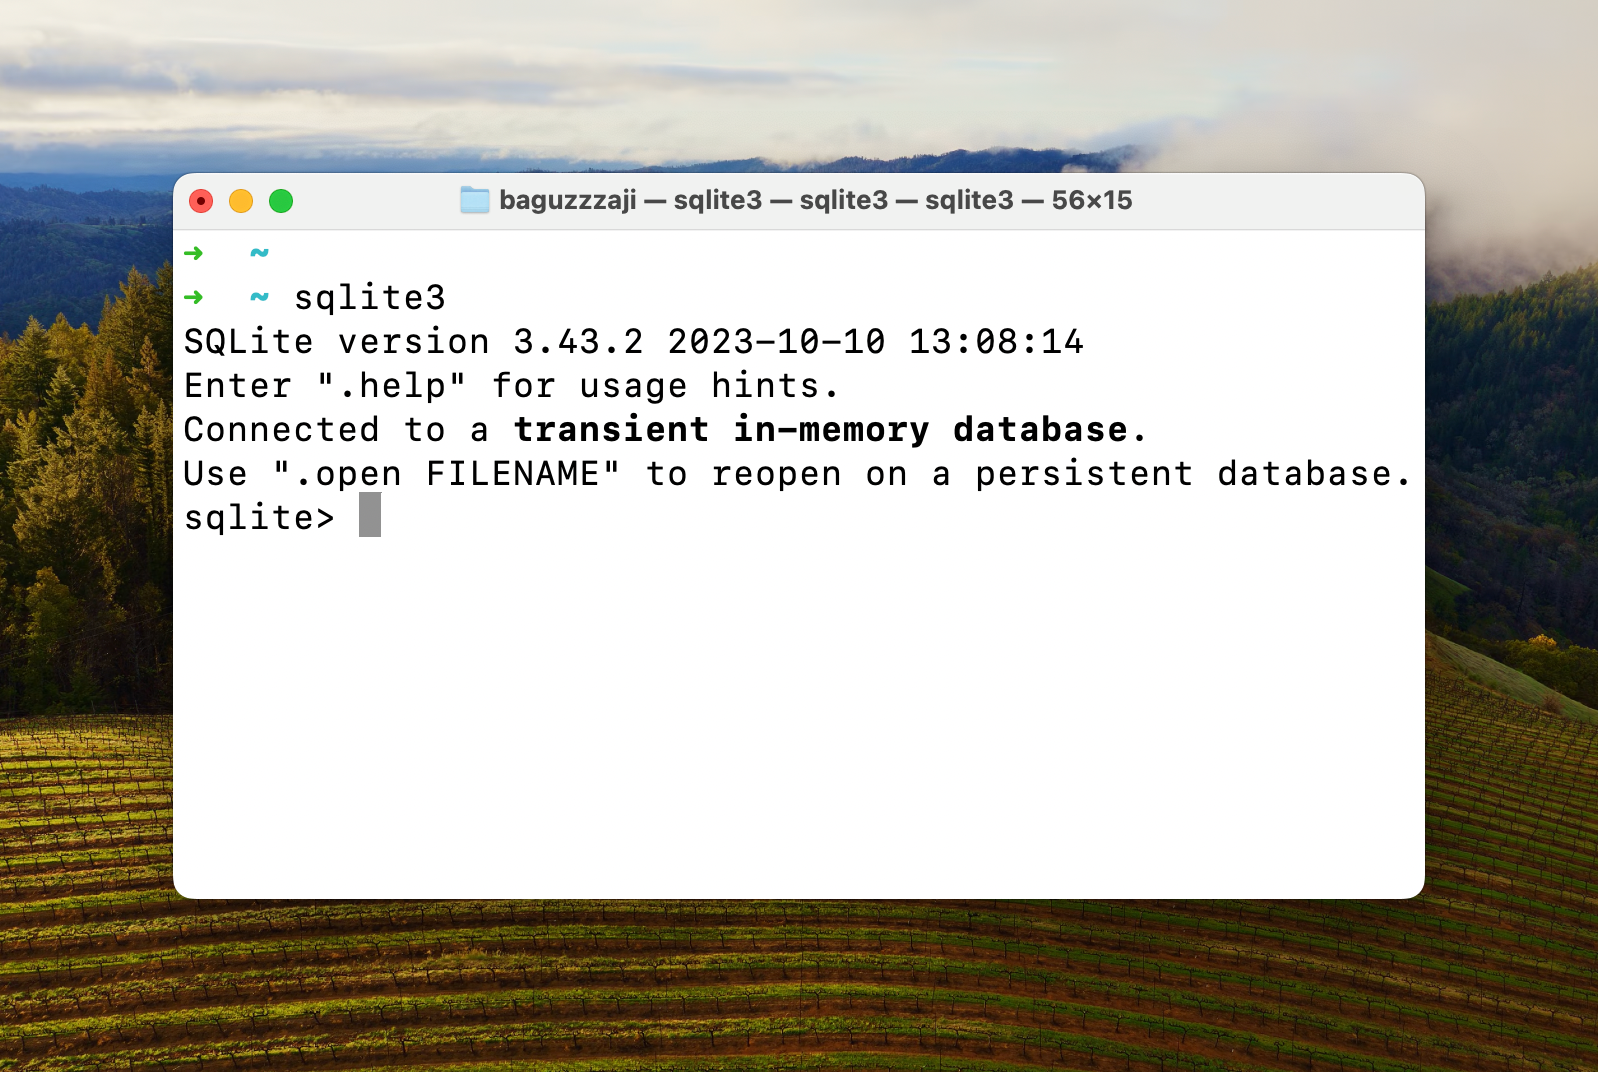 baguzzzaji — sqlite3 — sqlite3 — sqlite3 — 56×15
➜ ~
➜ ~ sqlite3
SQLite version 3.43.2 2023-10-10 13:08:14
Enter ".help" for usage hints.
Connected to a transient in-memory database.
Use ".open FILENAME" to reopen on a persistent database.
sqlite>